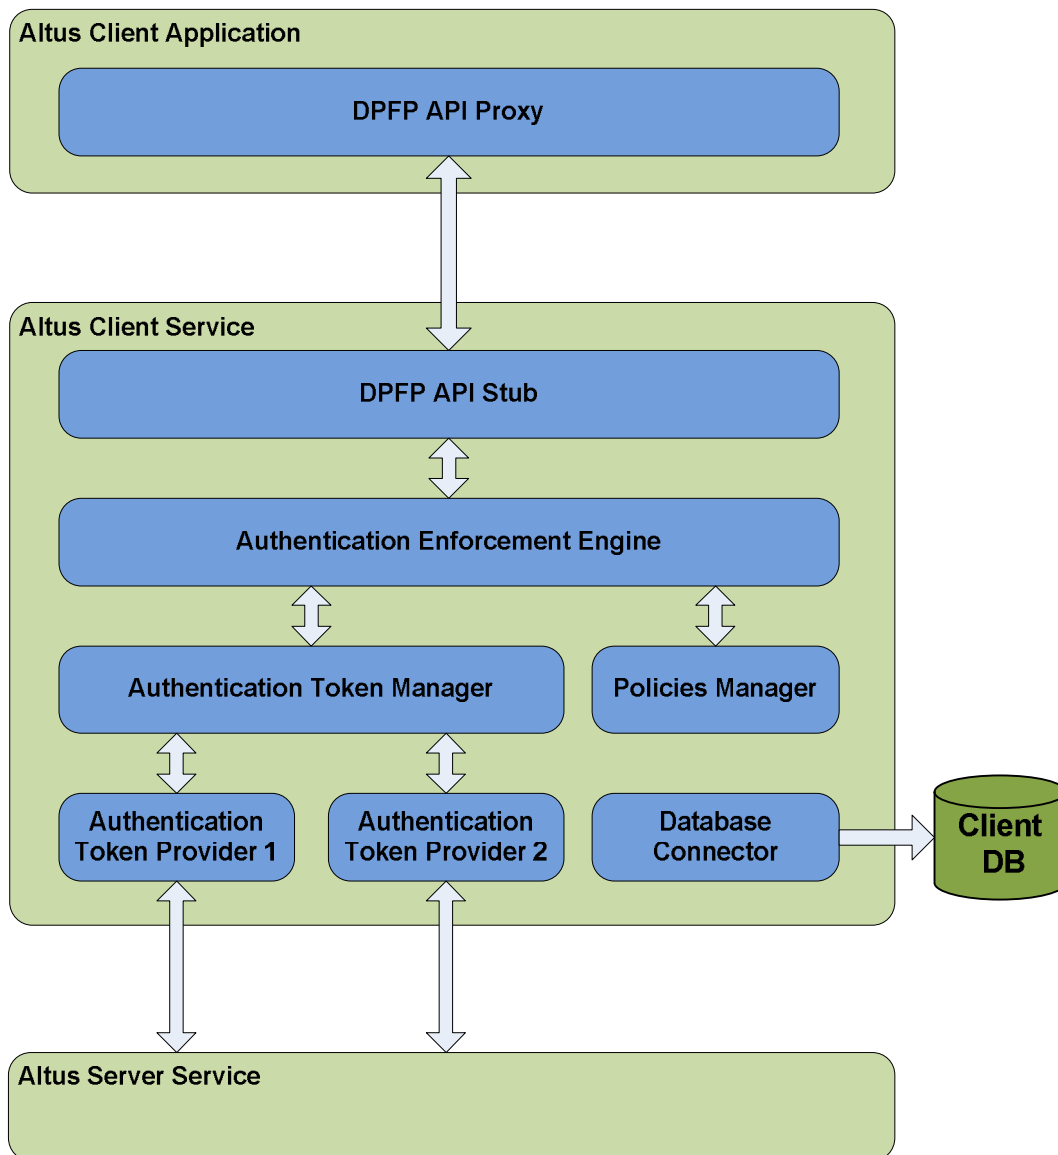 Altus Client Application
DPFP API Proxy
Altus Client Service
DPFP API Stub
Authentication Enforcement Engine
Authentication Token Manager
Policies Manager
Authentication
Token Provider 1
Authentication
Token Provider 2
Database
Connector
Client
DB
Altus Server Service